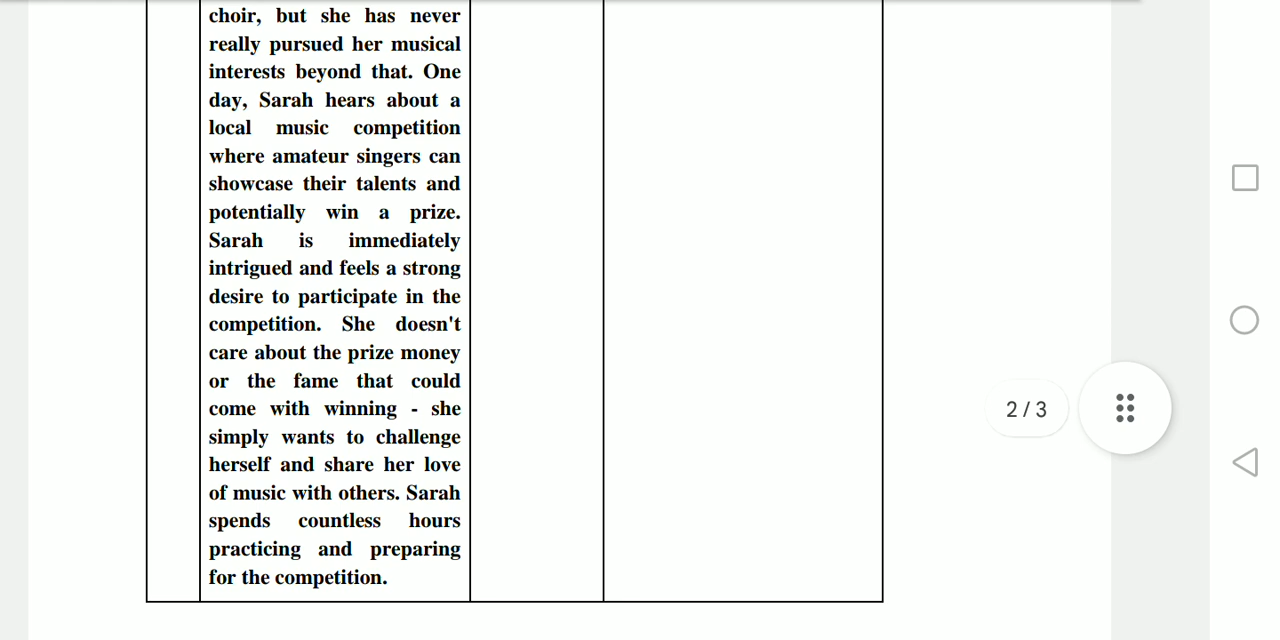 choir, but she has never
really pursued her musical
interests beyond that. One
day, Sarah hears about a
local music competition
where amateur singers can
showcase their talents and
potentially win a prize.
Sarah is immediately
intrigued and feels a strong
desire to participate in the
competition. She doesn't
care about the prize money
or the fame that could
come with winning - she
simply wants to challenge
herself and share her love
of music with others. Sarah
spends countless hours
practicing and preparing
for the competition.
2 / 3